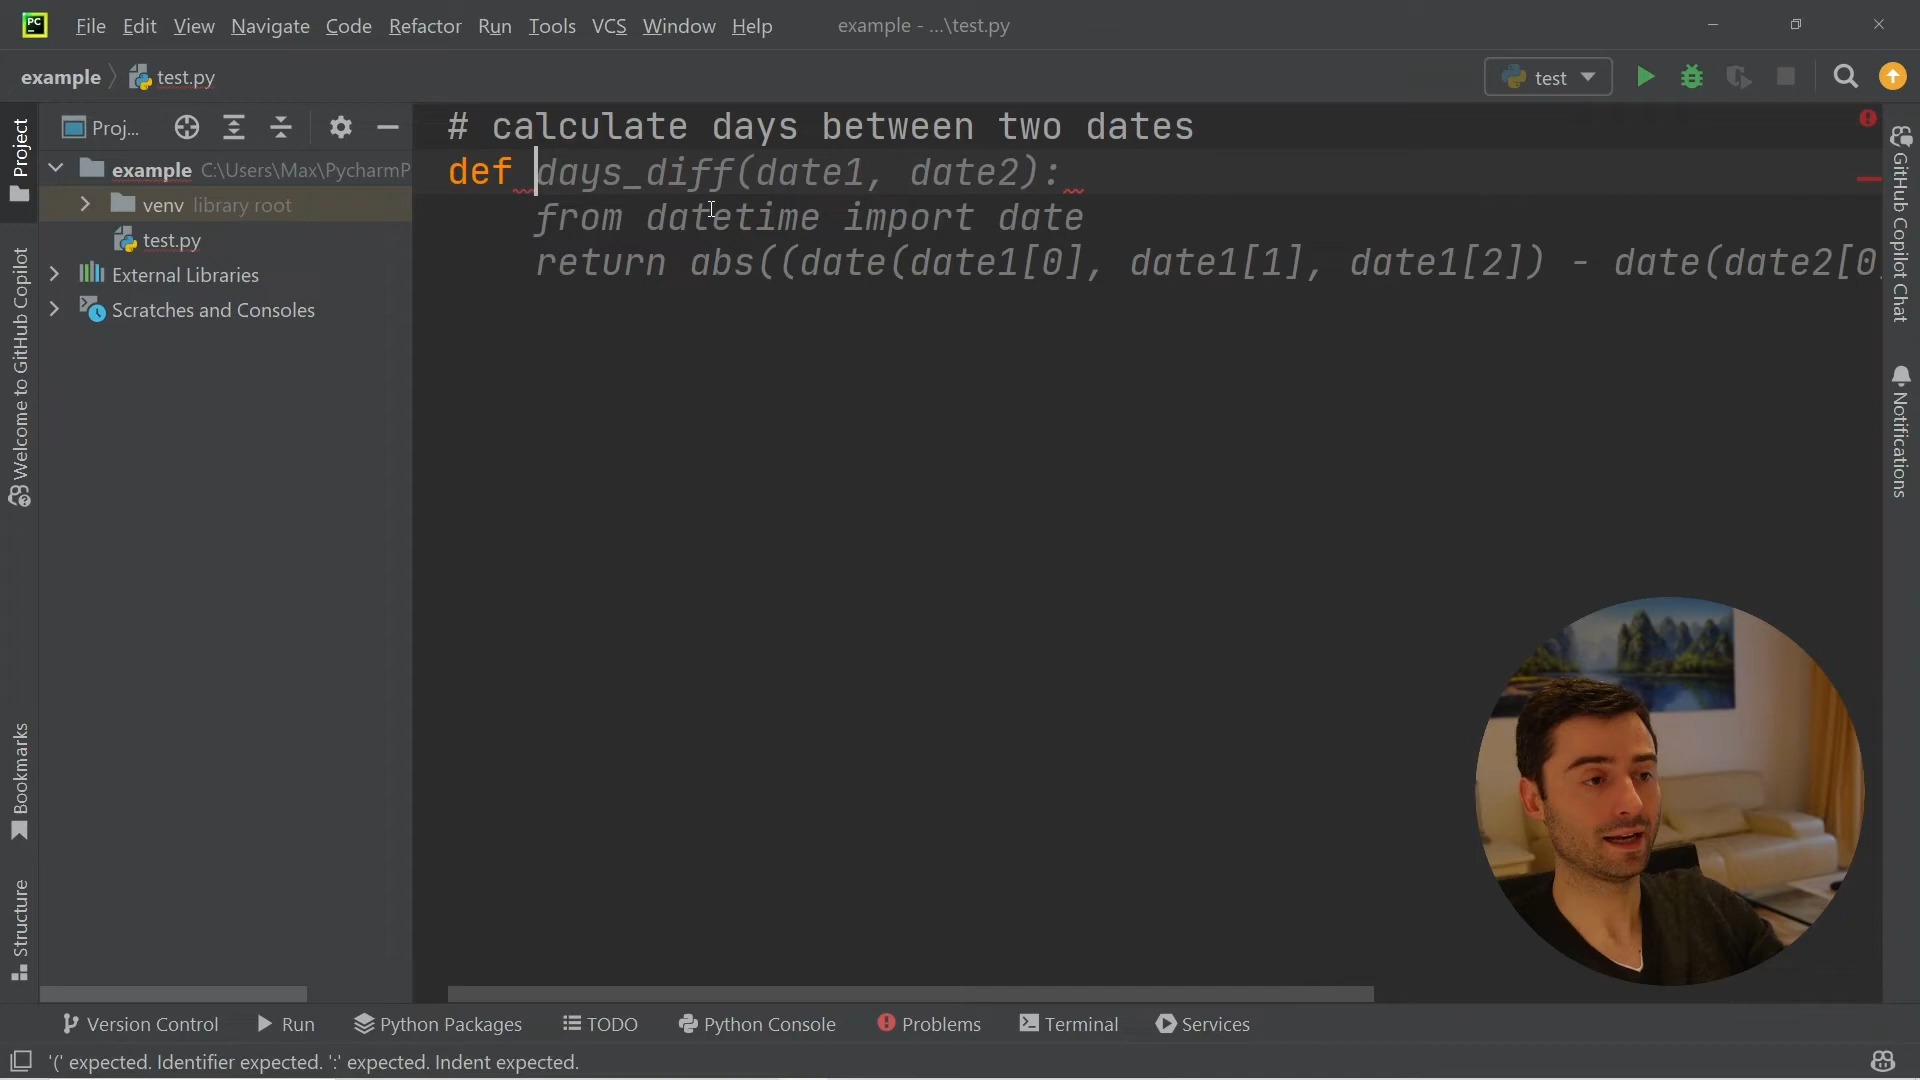 PC
File Edit View Navigate Code Refactor Run Tools VCS Window Help example - ...\test.py
example test.py
test
Project
Proj...
# calculate days between two dates
def days_diff(date1, date2):
from datetime import date
return abs((date(date1[0], date1[1], date1[2]) - date(date2[0
example C:\Users\Max\PycharmP
venv library root
test.py
External Libraries
Scratches and Consoles
Welcome to GitHub Copilot
Bookmarks
Structure
GitHub Copilot Chat
Notifications
Version Control Run Python Packages TODO Python Console Problems Terminal Services
'(' expected. Identifier expected. ':' expected. Indent expected.